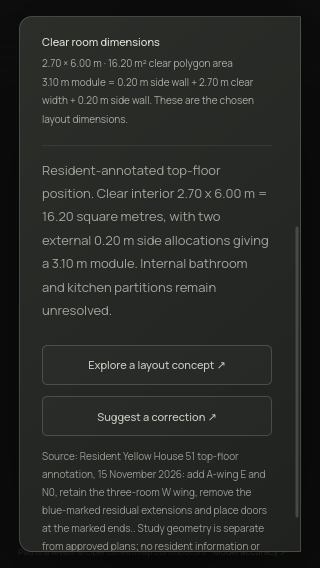 Clear room dimensions
2.70 × 6.00 m · 16.20 m² clear polygon area
3.10 m module = 0.20 m side wall + 2.70 m clear
width + 0.20 m side wall. These are the chosen
layout dimensions.
Resident-annotated top-floor
position. Clear interior 2.70 x 6.00 m =
16.20 square metres, with two
external 0.20 m side allocations giving
a 3.10 m module. Internal bathroom
and kitchen partitions remain
unresolved.
Explore a layout concept ↗
Suggest a correction ↗
Source: Resident Yellow House 51 top-floor
annotation, 15 November 2026: add A-wing E and
N0, retain the three-room W wing, remove the
blue-marked residual extensions and place doors
at the marked ends.. Study geometry is separate
from approved plans; no resident information or